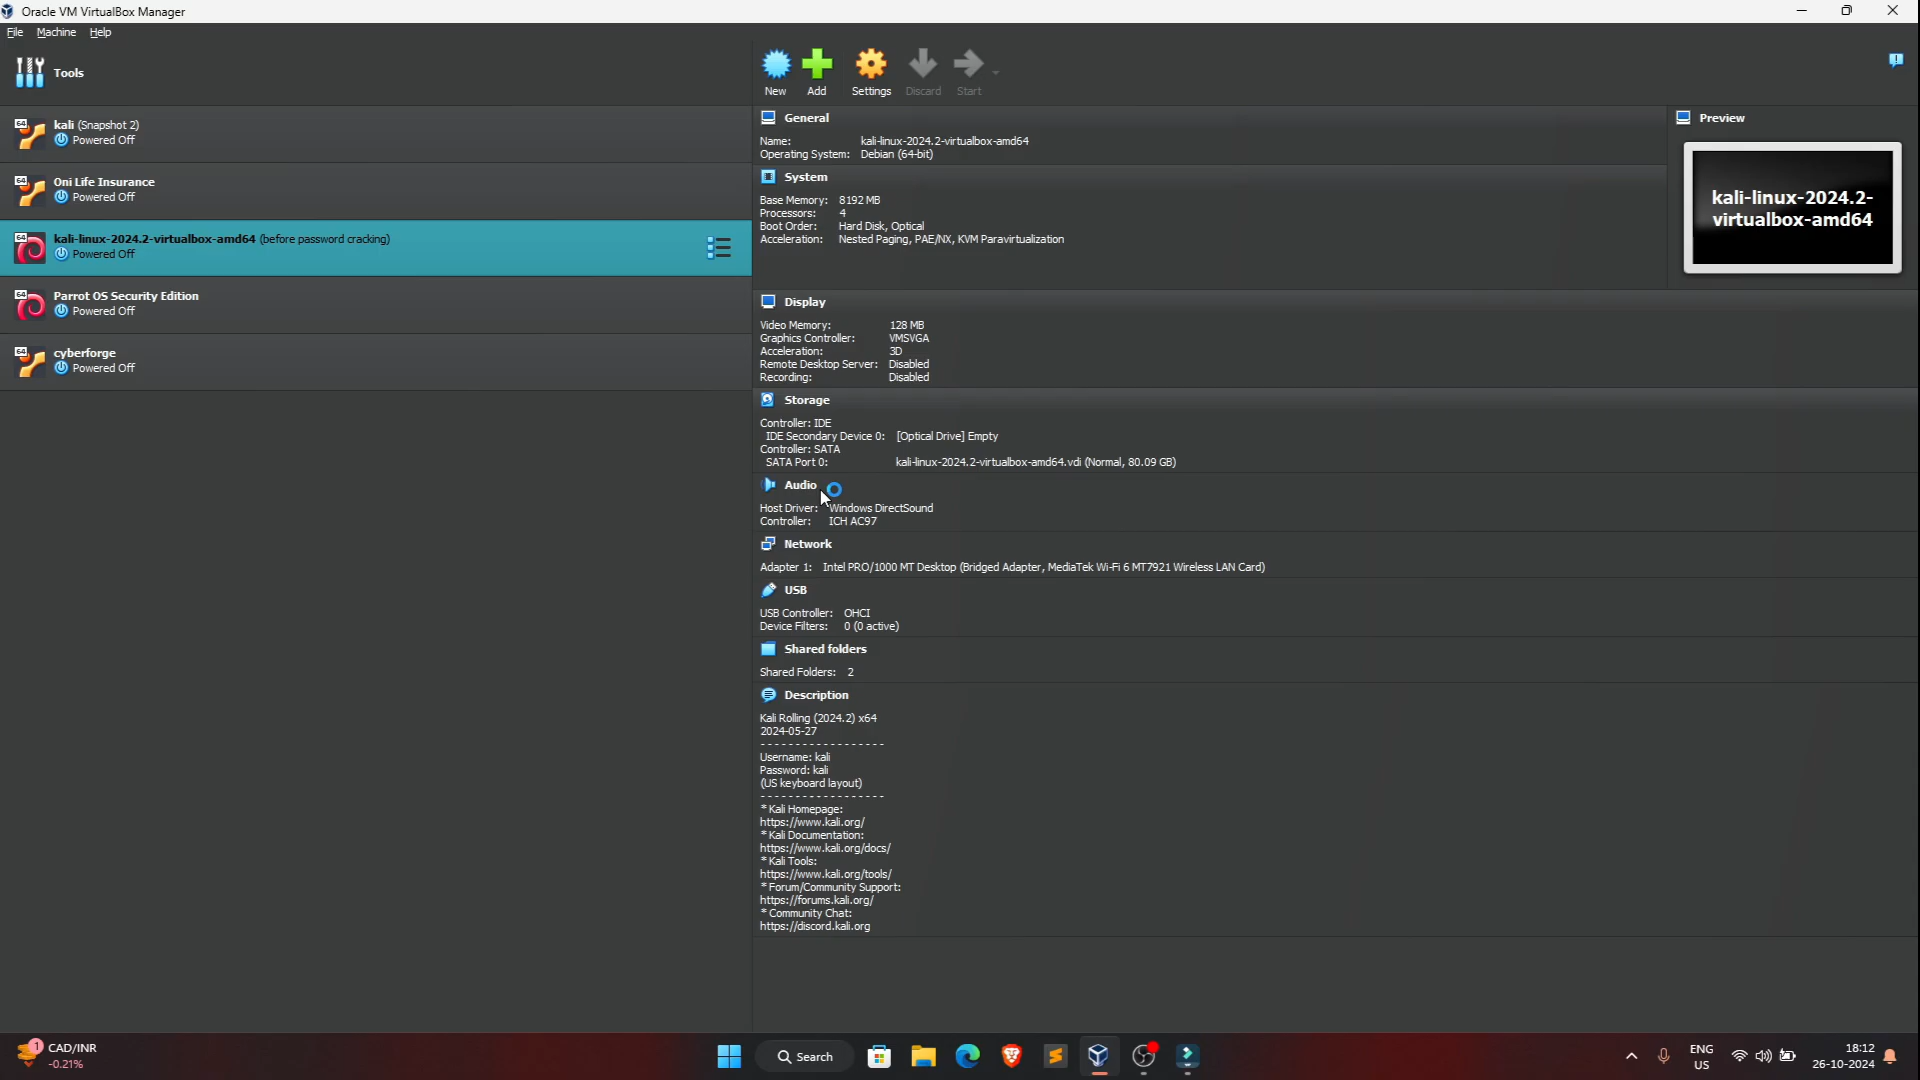 Oracle VM VirtualBox Manager
File Machine Help
Tools
64 kali (Snapshot 2)
Powered Off
64 Oni Life Insurance
Powered Off
64 kali-linux-2024.2-virtualbox-amd64 (before password cracking)
Powered Off
64 Parrot OS Security Edition
Powered Off
64 cyberforge
Powered Off
New Add Settings Discard Start
General
Name: kali-linux-2024.2-virtualbox-amd64
Operating System: Debian (64-bit)
System
Base Memory: 8192 MB
Processors: 4
Boot Order: Hard Disk, Optical
Acceleration: Nested Paging, PAE/NX, KVM Paravirtualization
Preview
kali-linux-2024.2-
virtualbox-amd64
Display
Video Memory: 128 MB
Graphics Controller: VMSVGA
Acceleration: 3D
Remote Desktop Server: Disabled
Recording: Disabled
Storage
Controller: IDE
IDE Secondary Device 0: [Optical Drive] Empty
Controller: SATA
SATA Port 0: kali-linux-2024.2-virtualbox-amd64.vdi (Normal, 80.09 GB)
Audio
Host Driver: Windows DirectSound
Controller: ICH AC97
Network
Adapter 1: Intel PRO/1000 MT Desktop (Bridged Adapter, MediaTek Wi-Fi 6 MT7921 Wireless LAN Card)
USB
USB Controller: OHCI
Device Filters: 0 (0 active)
Shared folders
Shared Folders: 2
Description
Kali Rolling (2024.2) x64
2024-05-27
- - - - - - - - - - - - - - - - - - -
Username: kali
Password: kali
(US keyboard layout)
- - - - - - - - - - - - - - - - - - -
* Kali Homepage:
https://www.kali.org/
* Kali Documentation:
https://www.kali.org/docs/
* Kali Tools:
https://www.kali.org/tools/
* Forum/Community Support:
https://forums.kali.org/
* Community Chat:
https://discord.kali.org
1 CAD/INR
-0.21%
Search
ENG
US
18:12
26-10-2024